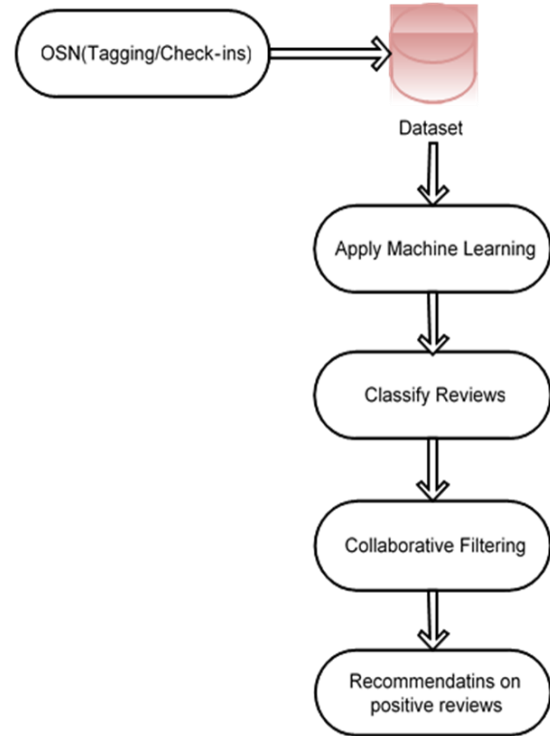 OSN(Tagging/Check-ins)
Dataset
Apply Machine Learning
Classify Reviews
Collaborative Filtering
Recommendatins on
positive reviews